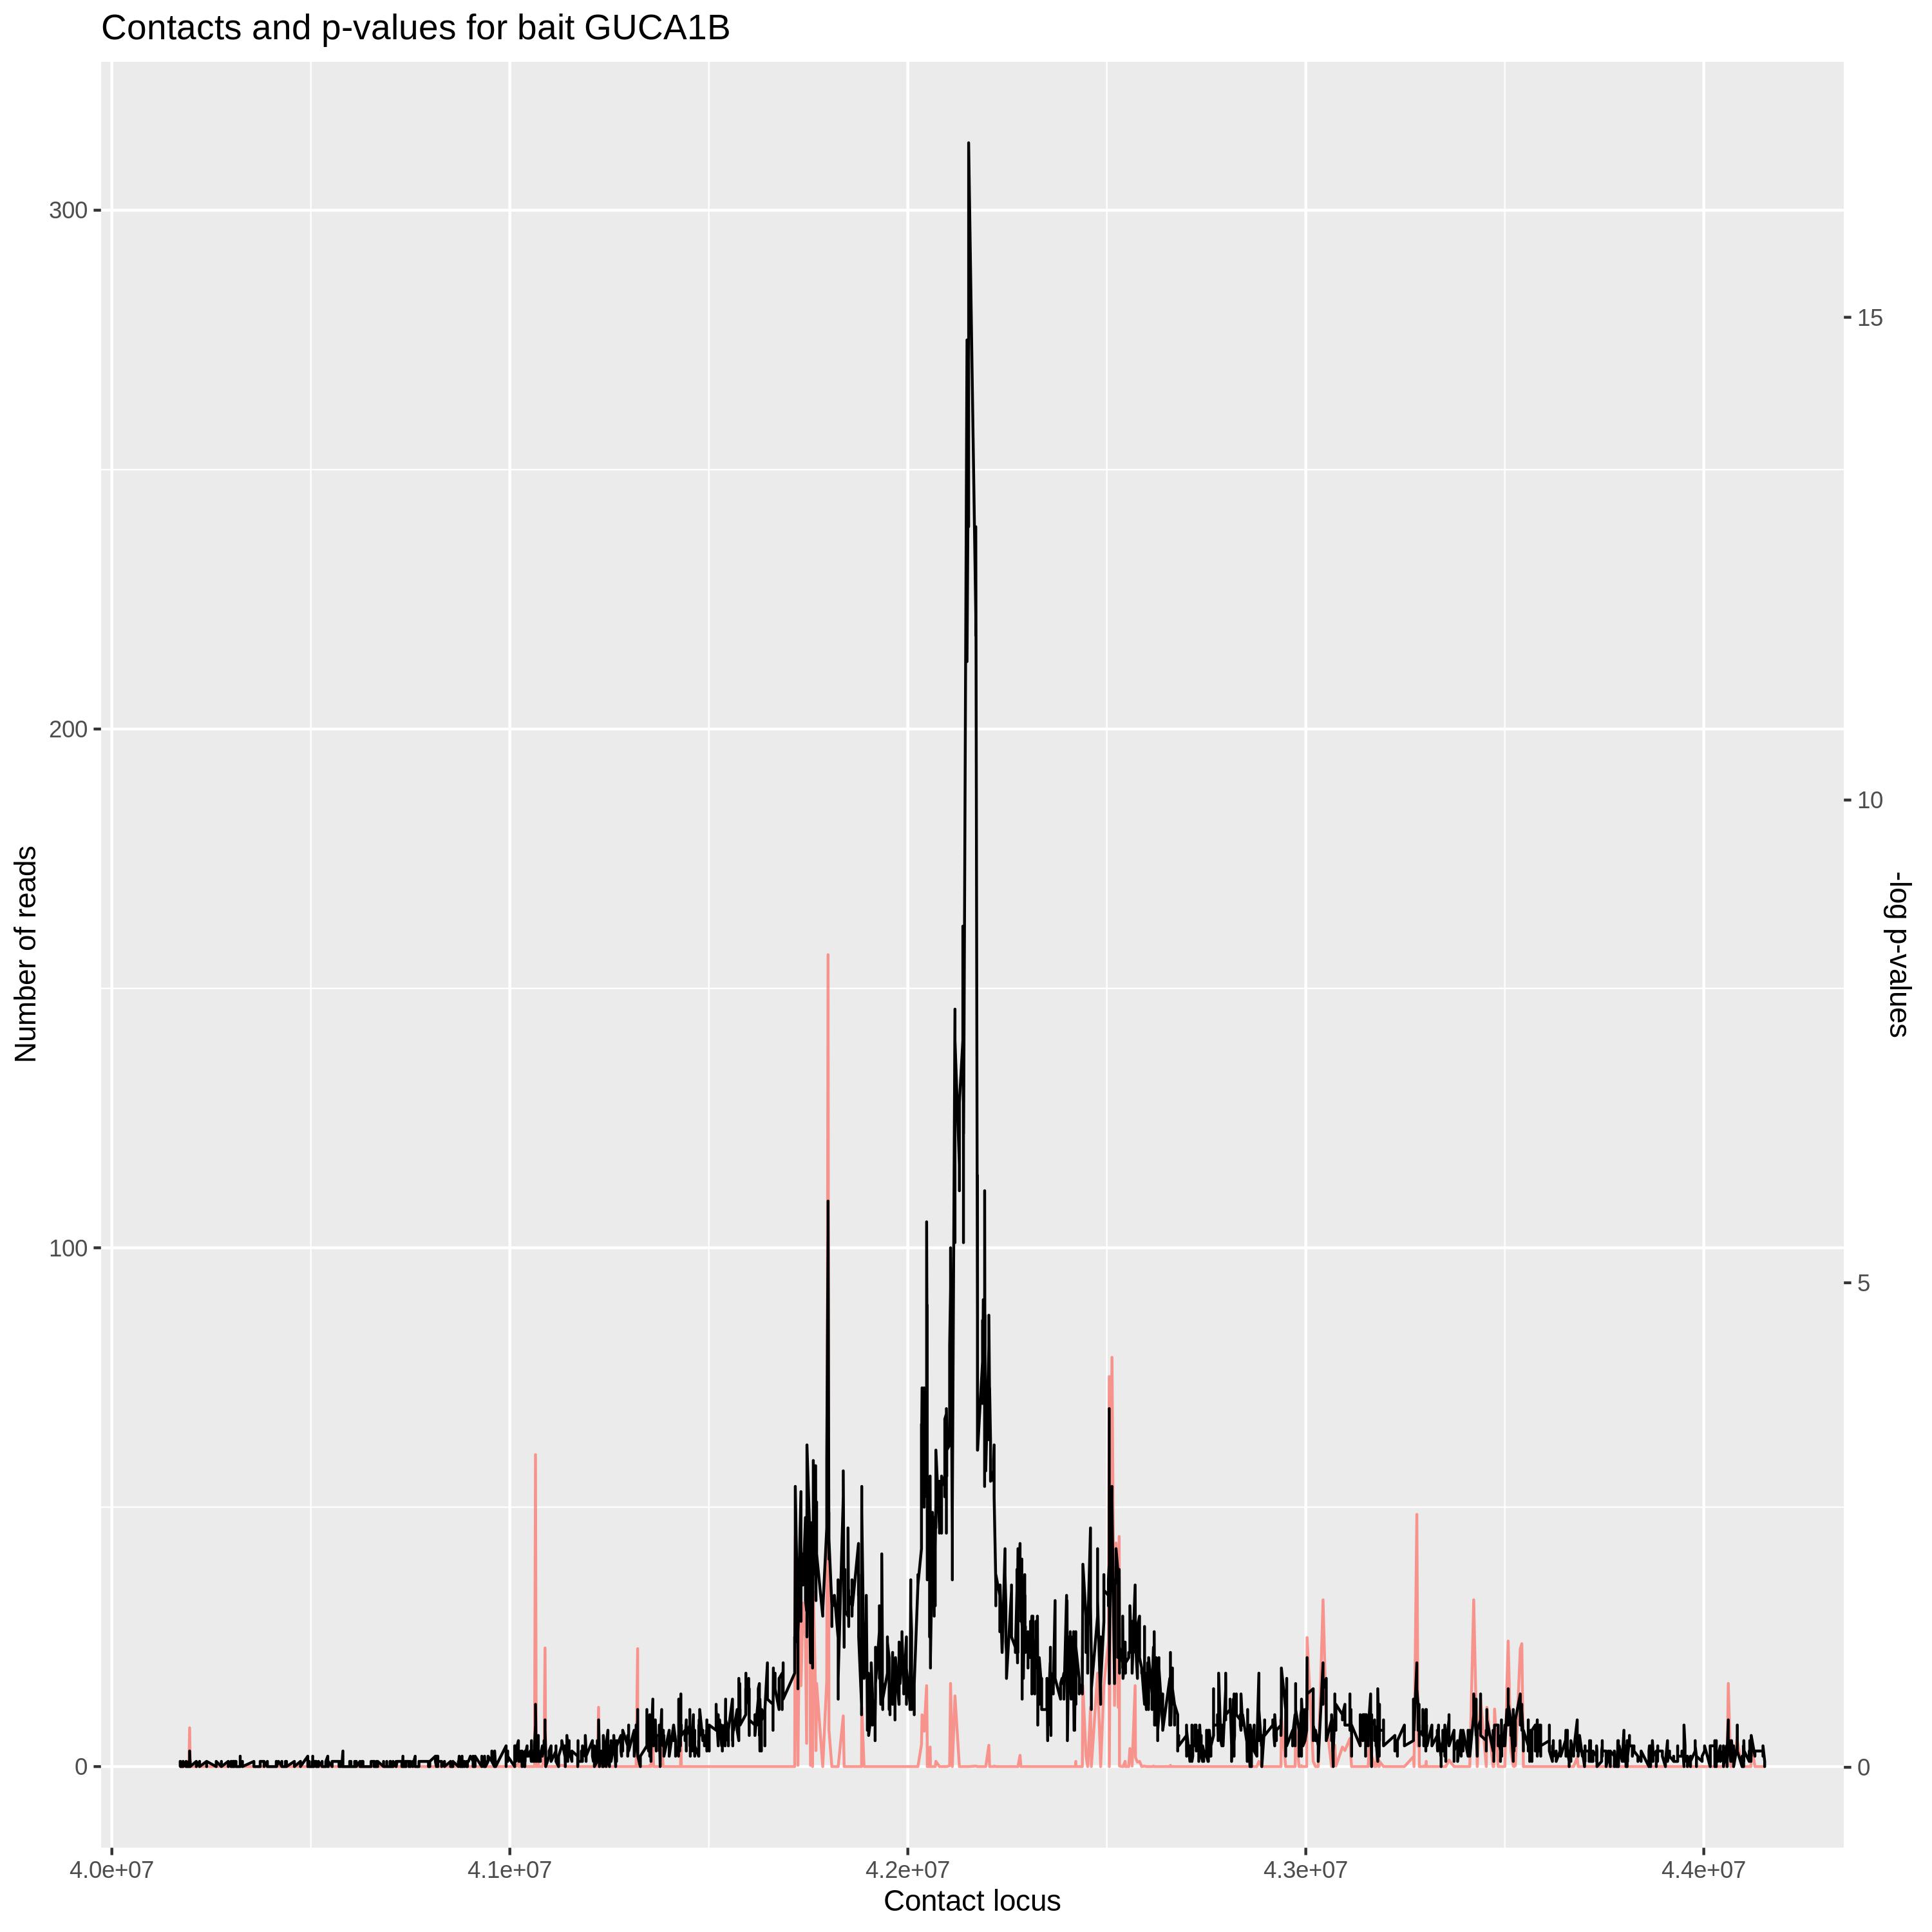 Contacts and p-values for bait GUCA1B
300
200
100
0
Number of reads
15
10
5
0
-log p-values
4.0e+07 4.1e+07 4.2e+07 4.3e+07 4.4e+07
Contact locus